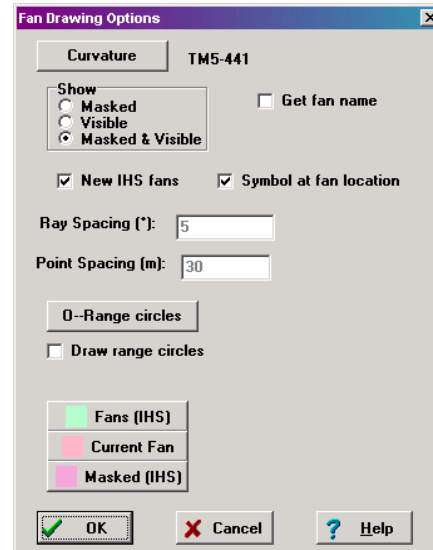 Fan Drawing Options
Curvature TM5-441
Show
Masked
Visible
Masked & Visible
Get fan name
New IHS fans Symbol at fan location
Ray Spacing (°): 5
Point Spacing (m): 30
0--Range circles
Draw range circles
Fans (IHS)
Current Fan
Masked (IHS)
OK Cancel Help